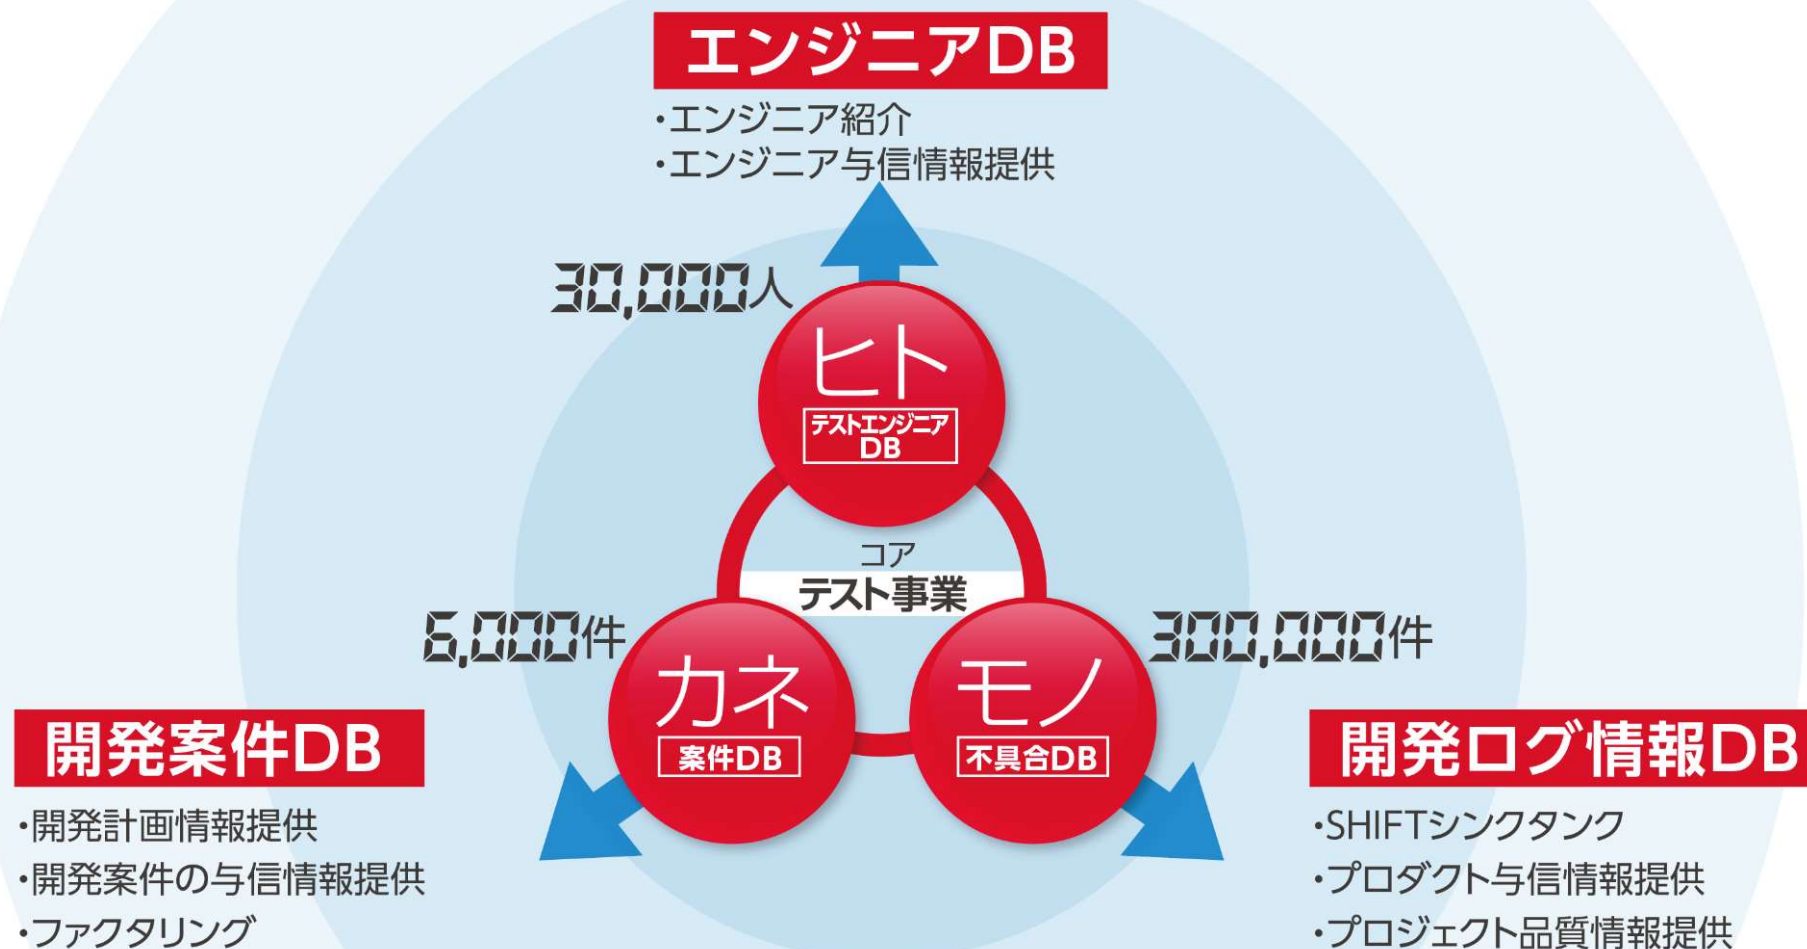 エンジニアDB
・エンジニア紹介
・エンジニア与信情報提供
30,000人
ヒト
テストエンジニア
DB
コア
テスト事業
6,000件
カネ
案件DB
300,000件
モノ
不具合DB
開発案件DB
・開発計画情報提供
・開発案件の与信情報提供
・ファクタリング
開発ログ情報DB
・SHIFTシンクタンク
・プロダクト与信情報提供
・プロジェクト品質情報提供